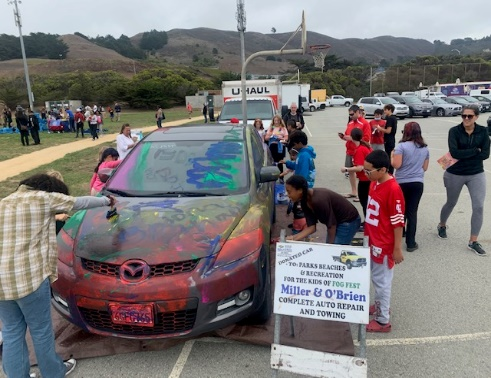 U-HAUL
DONATED CAR
TO: PARKS BEACHES
& RECREATION
FOR THE KIDS OF FOG FEST
Miller & O'Brien
COMPLETE AUTO REPAIR
AND TOWING